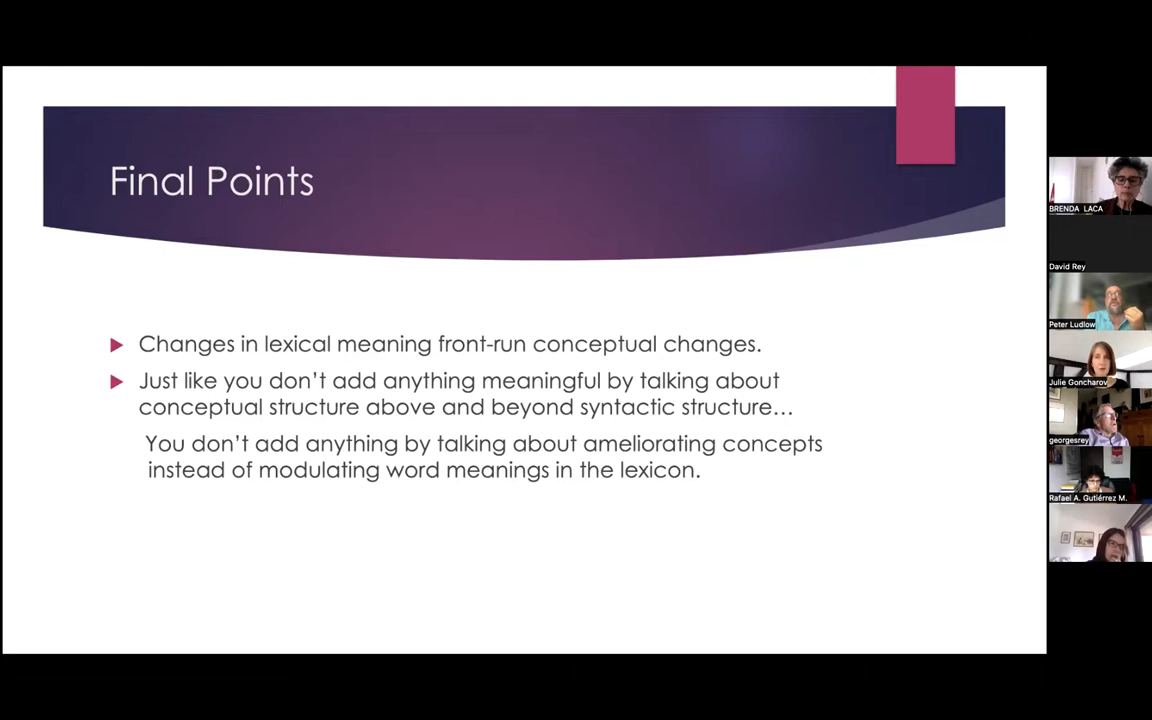 Final Points
Changes in lexical meaning front-run conceptual changes.
Just like you don't add anything meaningful by talking about
conceptual structure above and beyond syntactic structure…
You don't add anything by talking about ameliorating concepts
instead of modulating word meanings in the lexicon.
BRENDA LACA
David Rey
Peter Ludlow
Julie Goncharov
georgesrey
Rafael A. Gutiérrez M.